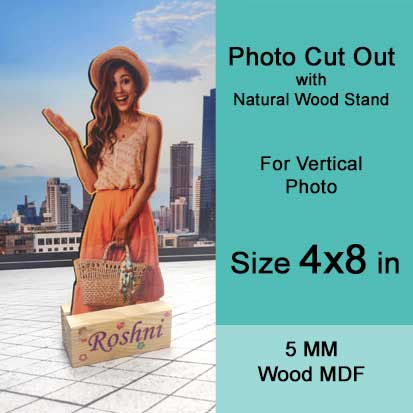 Photo Cut Out
with
Natural Wood Stand
For Vertical
Photo
Size 4x8 in
5 MM
Wood MDF
Roshni